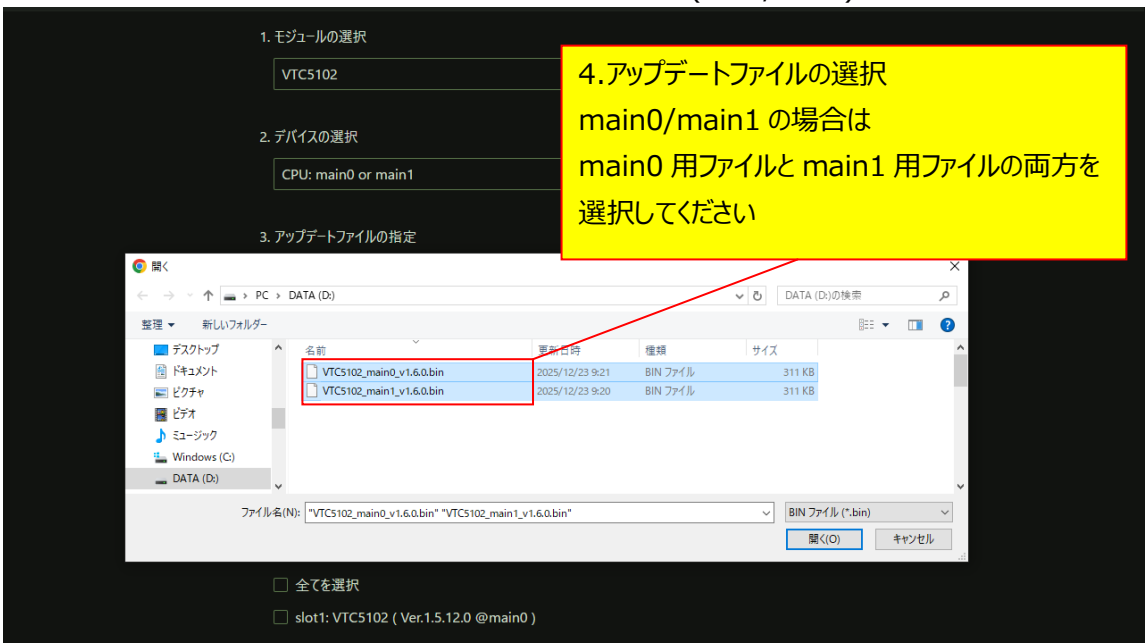 1. モジュールの選択
VTC5102
4.アップデートファイルの選択
main0/main1 の場合は
main0 用ファイルと main1 用ファイルの両方を
選択してください
2. デバイスの選択
CPU: main0 or main1
3. アップデートファイルの指定
開く
PC › DATA (D:)
DATA (D:)の検索
整理 新しいフォルダー
デスクトップ
ドキュメント
ピクチャ
ビデオ
ミュージック
Windows (C:)
DATA (D:)
名前 更新日時 種類 サイズ
VTC5102_main0_v1.6.0.bin 2025/12/23 9:21 BIN ファイル 311 KB
VTC5102_main1_v1.6.0.bin 2025/12/23 9:20 BIN ファイル 311 KB
ファイル名(N): "VTC5102_main0_v1.6.0.bin" "VTC5102_main1_v1.6.0.bin" BIN ファイル (*.bin)
開く(O) キャンセル
全てを選択
slot1: VTC5102 ( Ver.1.5.12.0 @main0 )